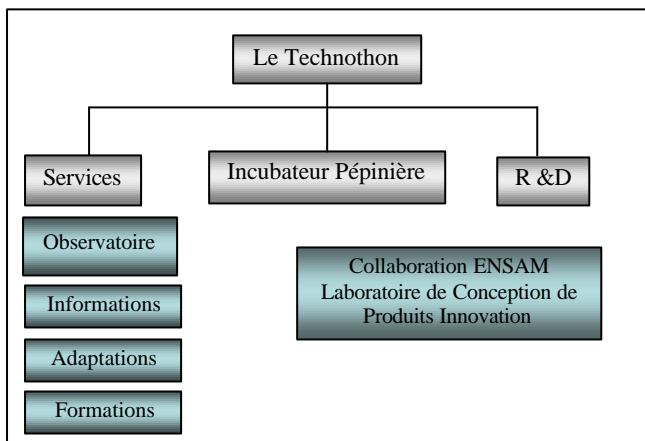 Le Technothon
Services
Incubateur Pépinière
R &D
Observatoire
Informations
Adaptations
Formations
Collaboration ENSAM
Laboratoire de Conception de
Produits Innovation